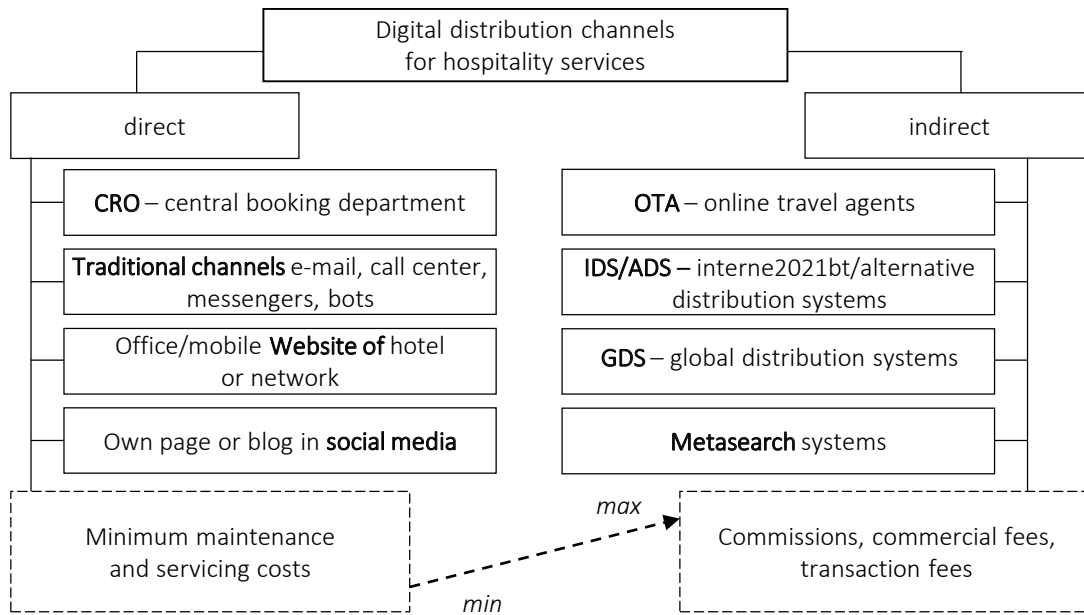 Digital distribution channels
for hospitality services
direct
indirect
CRO – central booking department
Traditional channels e-mail, call center,
messengers, bots
Office/mobile Website of hotel
or network
Own page or blog in social media
OTA – online travel agents
IDS/ADS – interne2021bt/alternative
distribution systems
GDS – global distribution systems
Metasearch systems
Minimum maintenance
and servicing costs
min
max
Commissions, commercial fees,
transaction fees